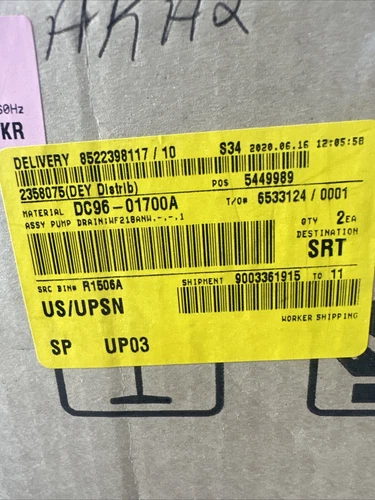 AKH2
60Hz
KR
DELIVERY 8522398117 / 10 S34 2020.06.16 12:05:58
2358075(DEY Distrib) POS 5449989
MATERIAL DC96-01700A T/O# 6533124 / 0001
ASSY PUMP DRAIN:WF218ANW,-,-,1 QTY 2EA
DESTINATION
SRT
SRC BIN# R1506A SHIPMENT 9003361915 TO 11
US/UPSN
WORKER SHIPPING
SP UP03